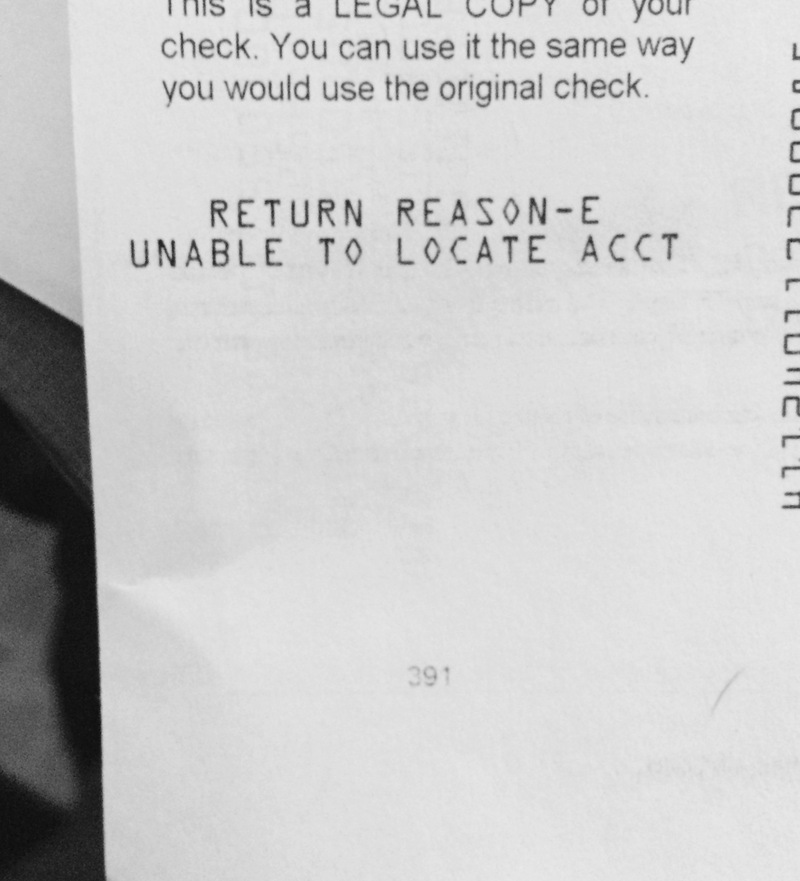 This is a LEGAL COPY of your
check. You can use it the same way
you would use the original check.
RETURN REASON-E
UNABLE TO LOCATE ACCT
391